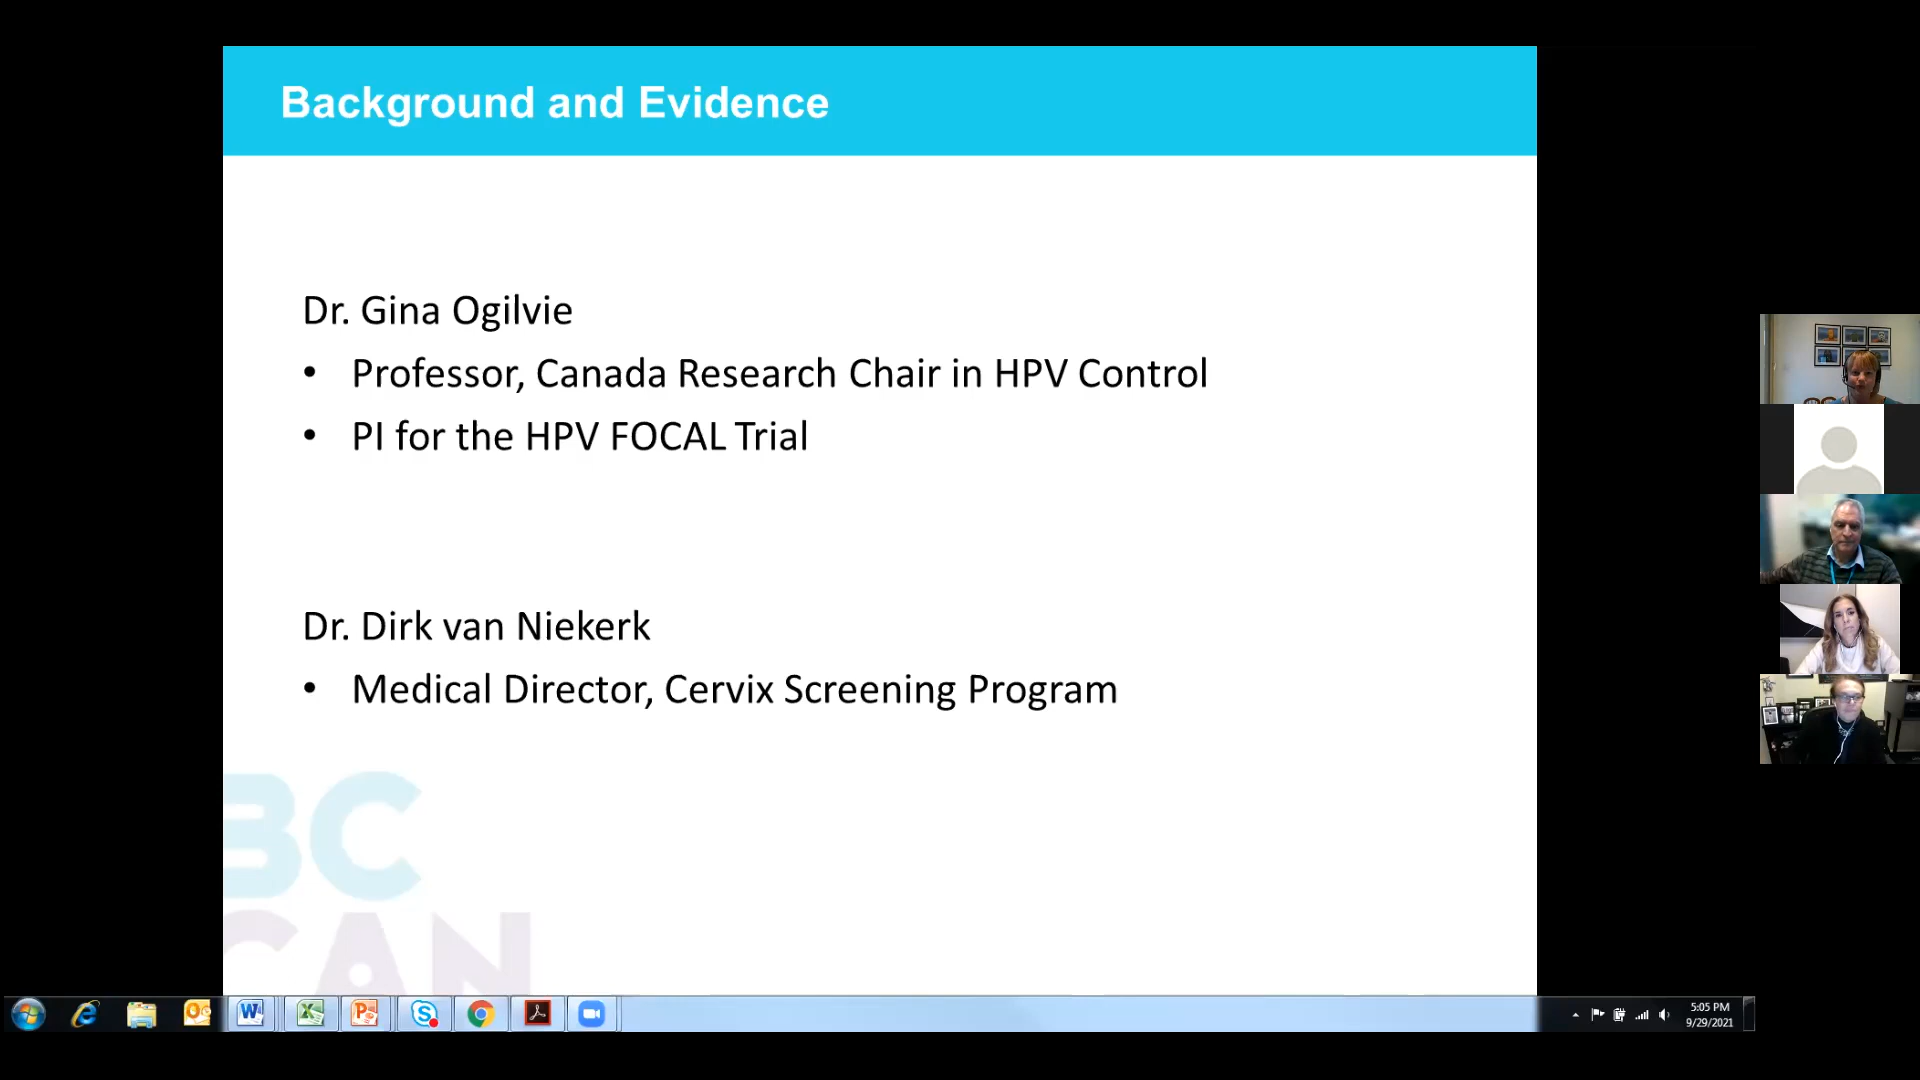 Background and Evidence
Dr. Gina Ogilvie
• Professor, Canada Research Chair in HPV Control
• PI for the HPV FOCAL Trial
Dr. Dirk van Niekerk
• Medical Director, Cervix Screening Program
BC
CAN
5:05 PM
9/29/2021